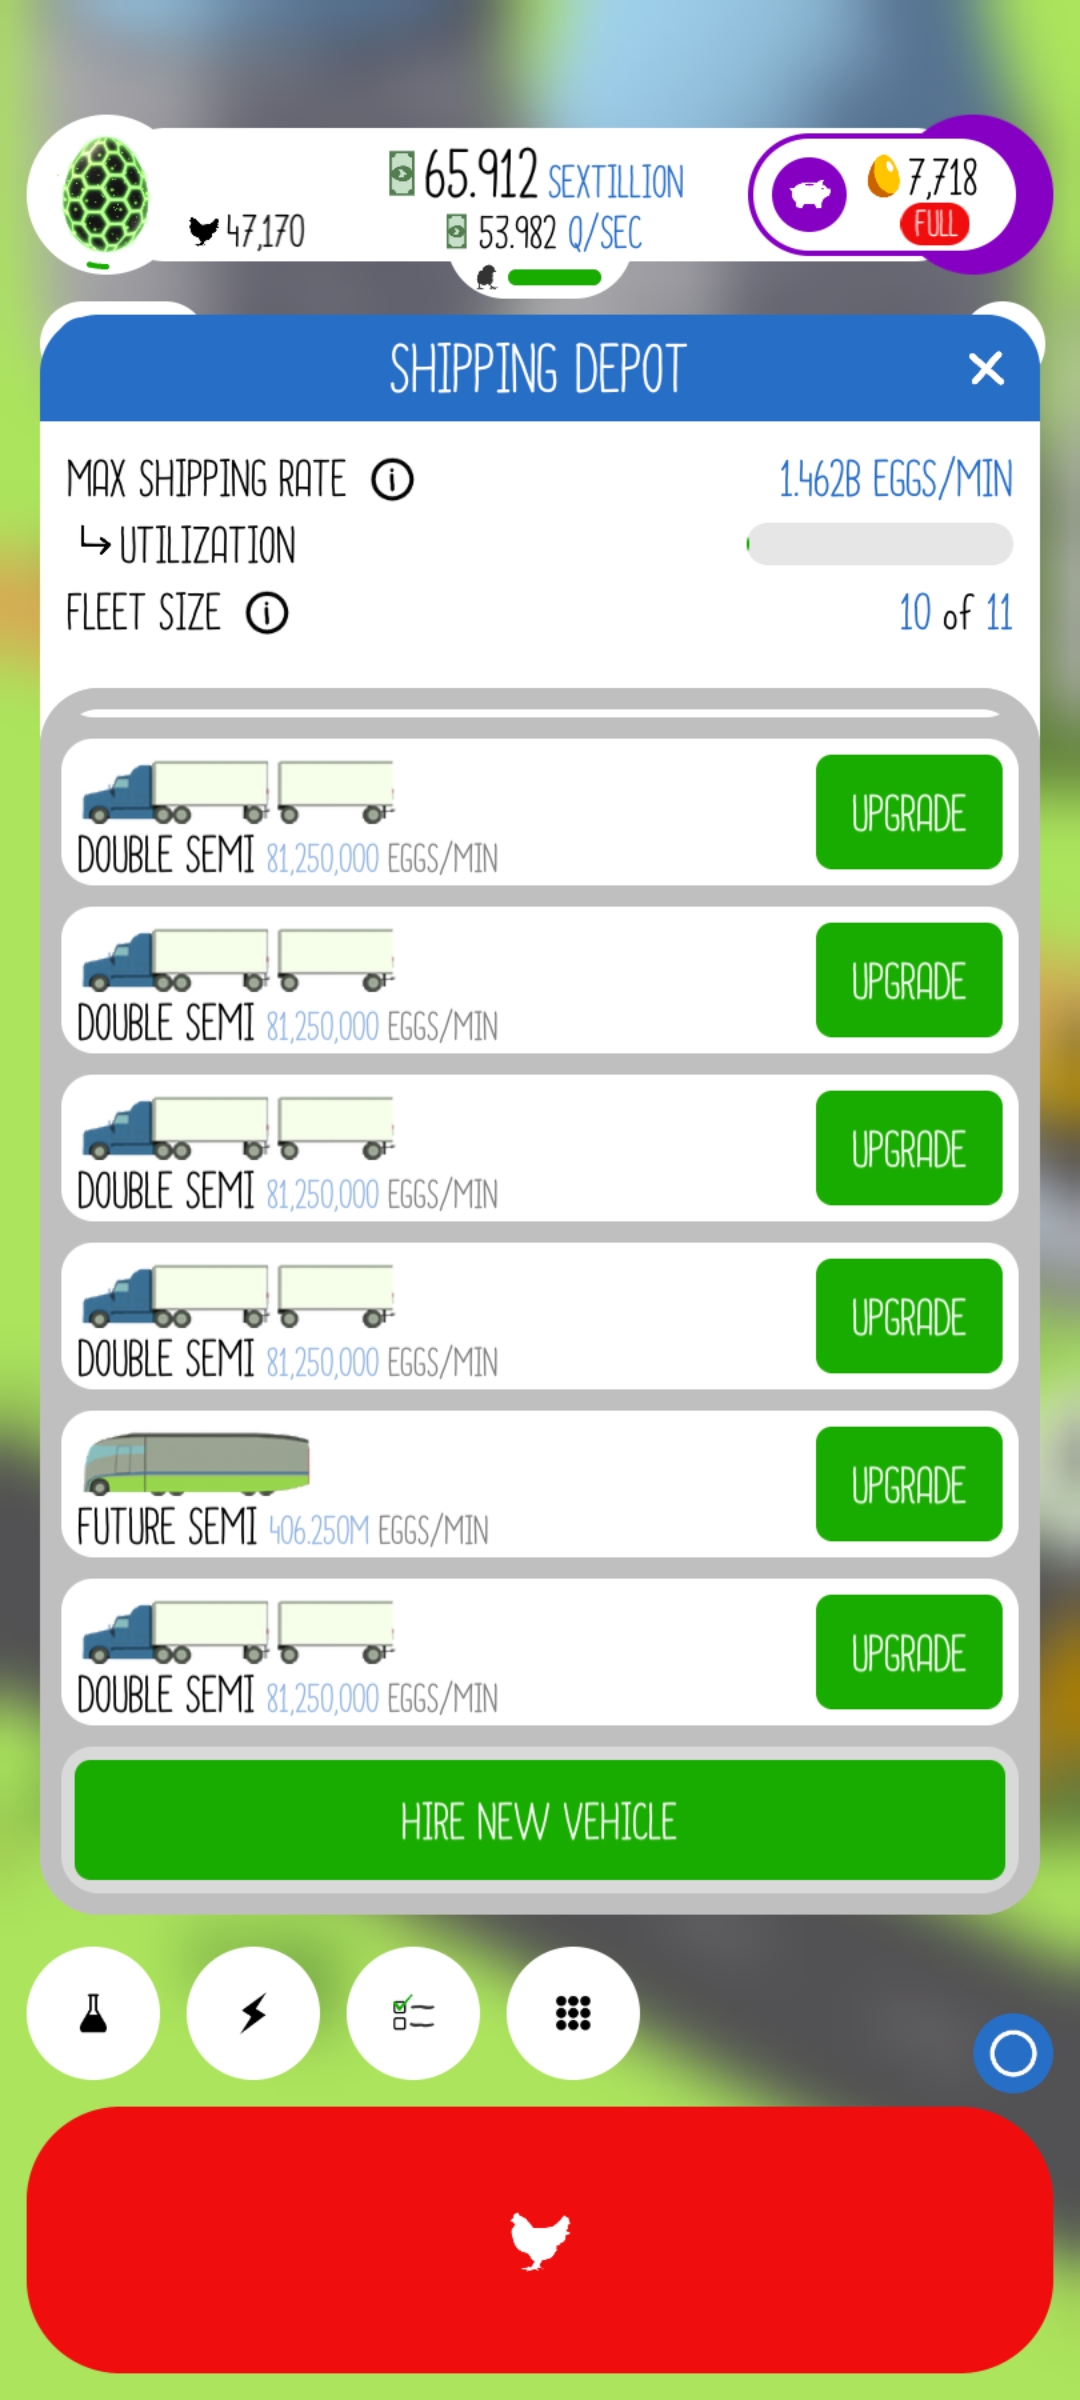 65.912 SEXTILLION
47,170
53.982 Q/SEC
7,718
FULL
SHIPPING DEPOT
MAX SHIPPING RATE 1.462B EGGS/MIN
UTILIZATION
FLEET SIZE 10 of 11
DOUBLE SEMI 81,250,000 EGGS/MIN
UPGRADE
DOUBLE SEMI 81,250,000 EGGS/MIN
UPGRADE
DOUBLE SEMI 81,250,000 EGGS/MIN
UPGRADE
DOUBLE SEMI 81,250,000 EGGS/MIN
UPGRADE
FUTURE SEMI 406.250M EGGS/MIN
UPGRADE
DOUBLE SEMI 81,250,000 EGGS/MIN
UPGRADE
HIRE NEW VEHICLE